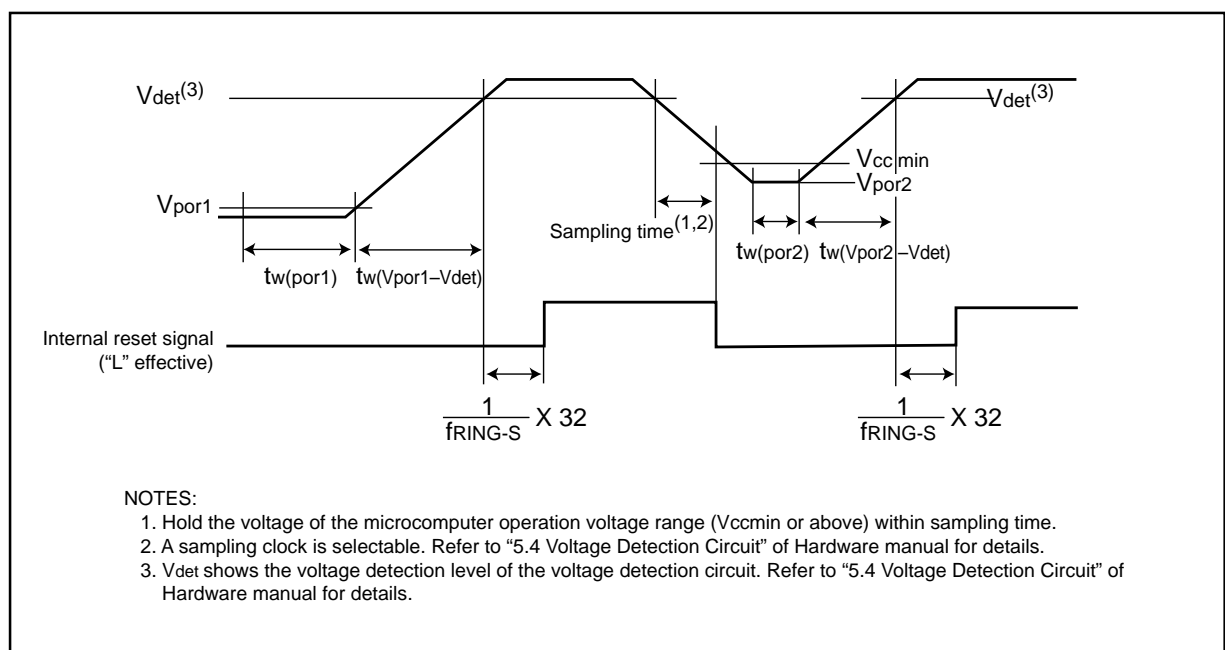 Vdet(3)
Vdet(3)
Vcc min
Vpor2
Vpor1
Sampling time(1,2)
tw(por1)
tw(Vpor1–Vdet)
tw(por2)
tw(Vpor2 –Vdet)
Internal reset signal
(“L” effective)
1
fRING-S
X 32
1
fRING-S
X 32
NOTES:
1. Hold the voltage of the microcomputer operation voltage range (Vccmin or above) within sampling time.
2. A sampling clock is selectable. Refer to “5.4 Voltage Detection Circuit” of Hardware manual for details.
3. Vdet shows the voltage detection level of the voltage detection circuit. Refer to “5.4 Voltage Detection Circuit” of
Hardware manual for details.